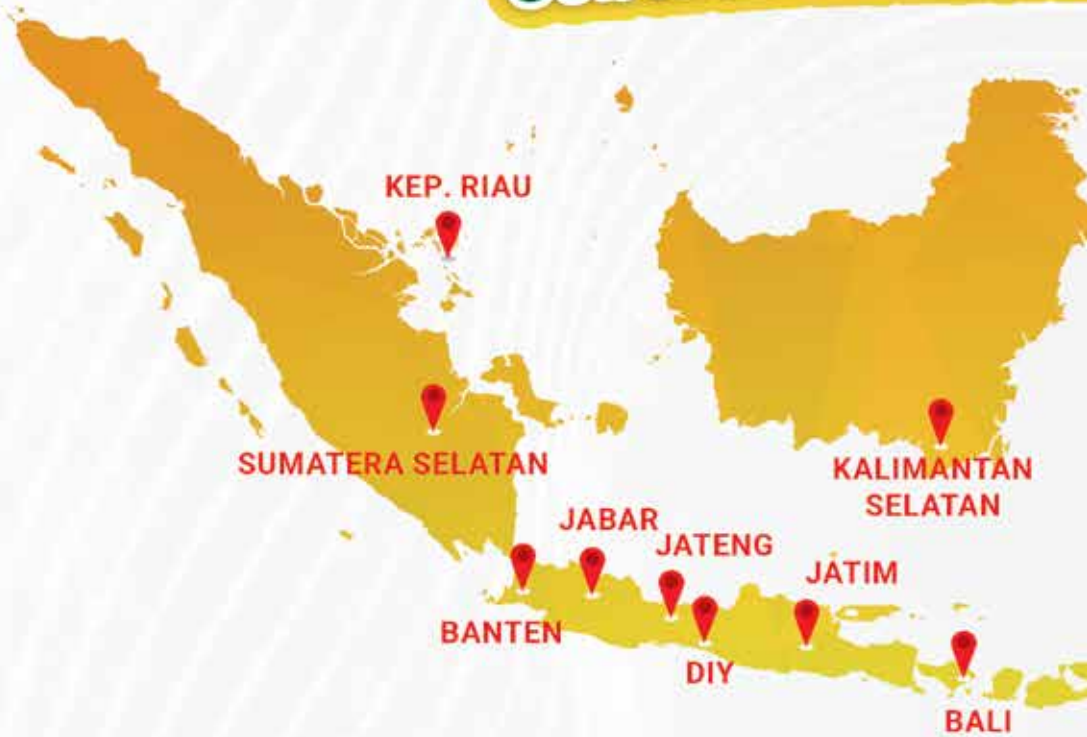 KEP. RIAU
SUMATERA SELATAN
KALIMANTAN
SELATAN
JABAR
JATENG
JATIM
BANTEN
DIY
BALI